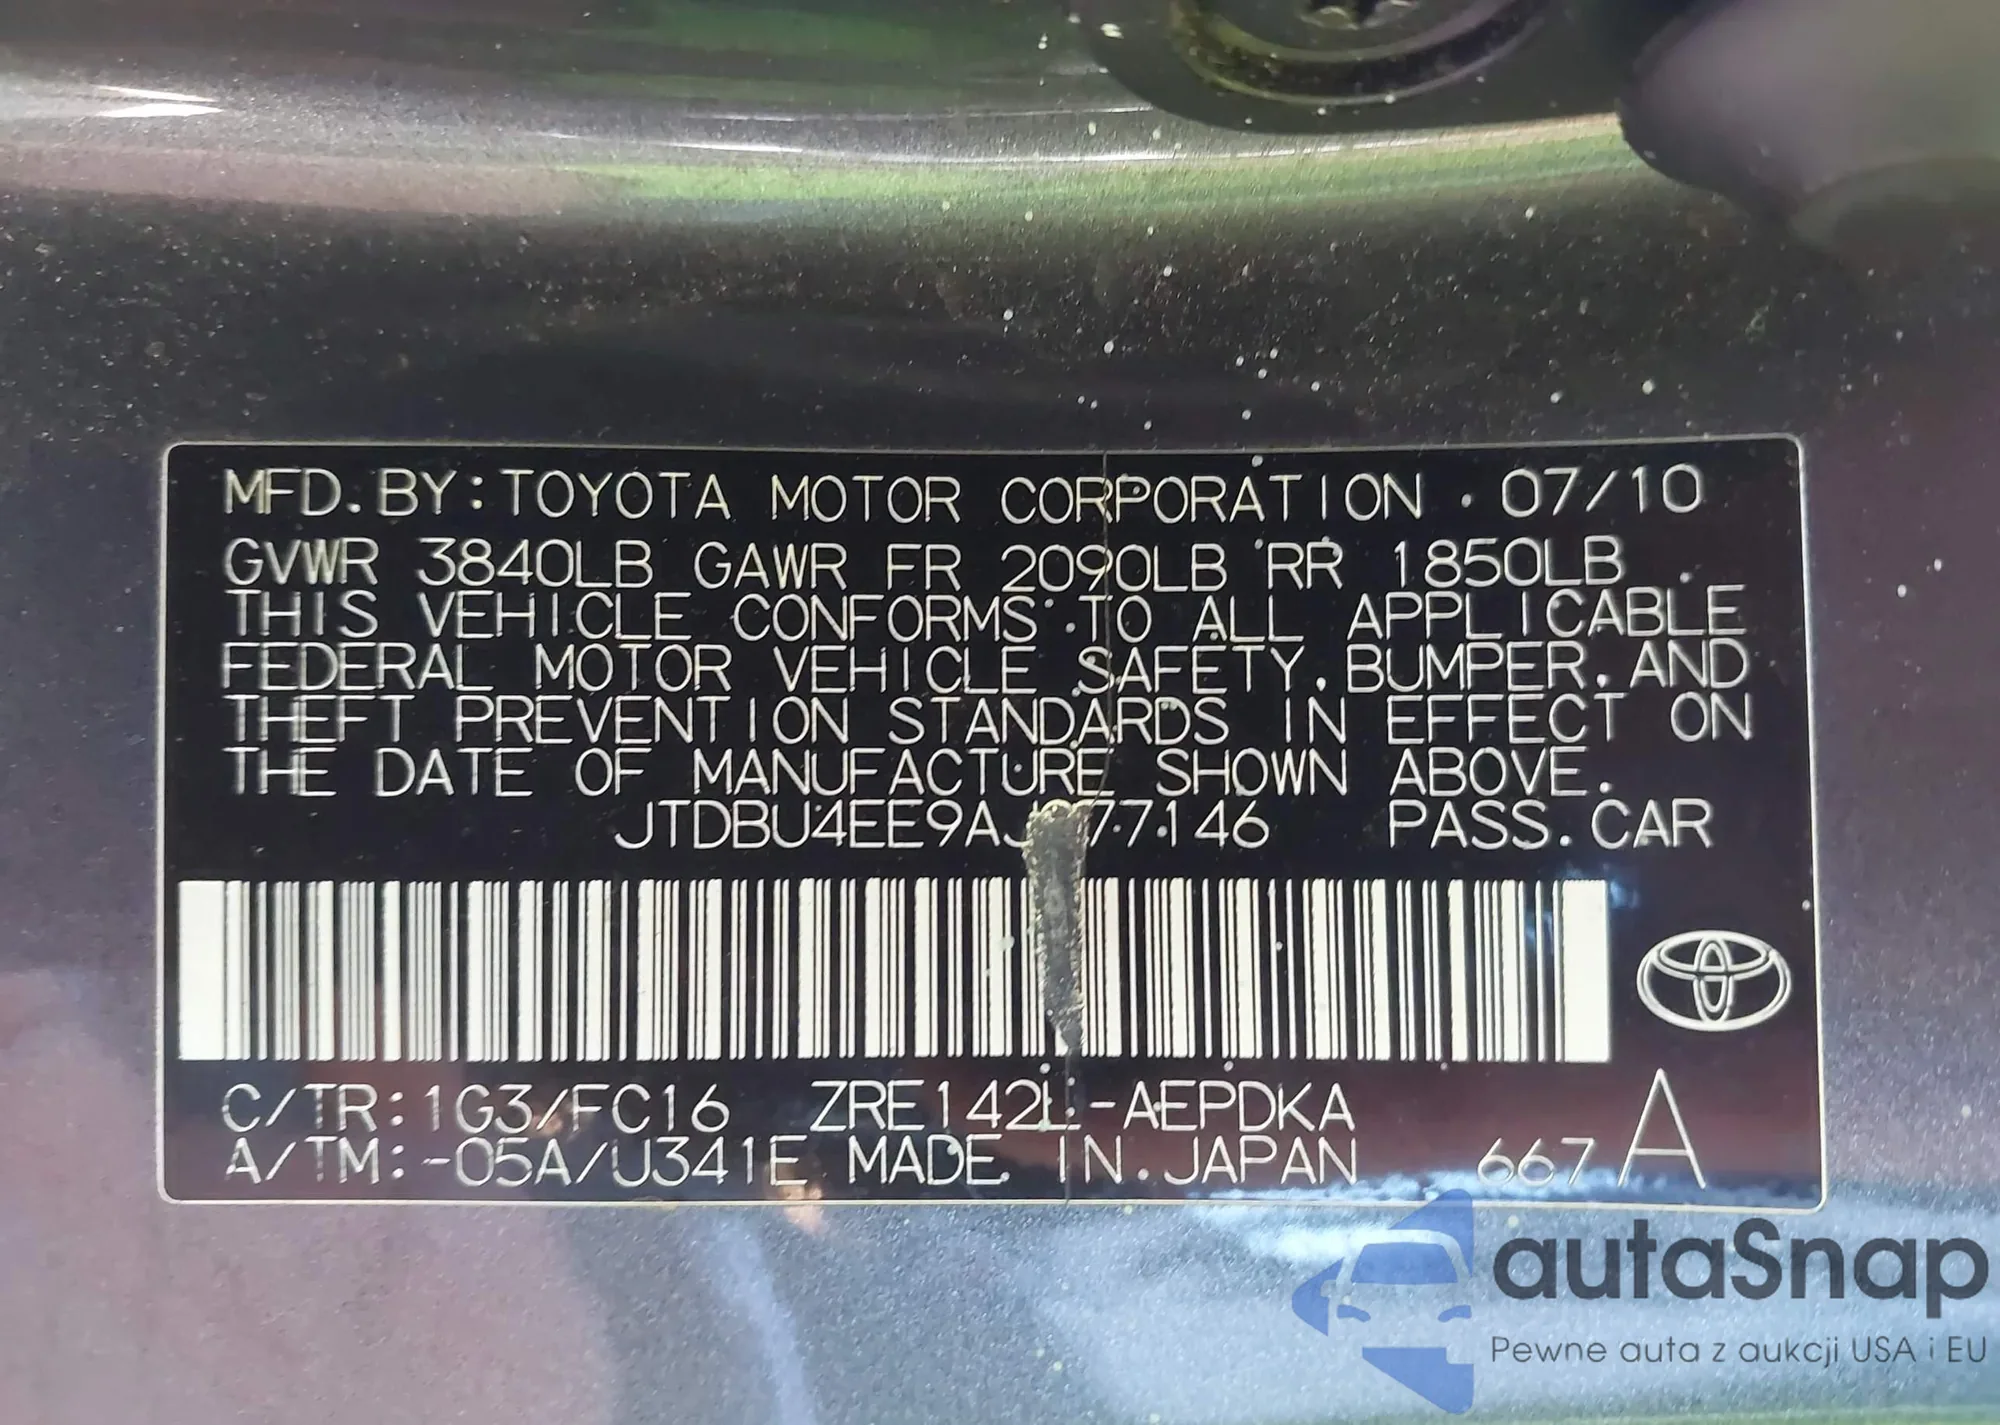 MFD. BY: TOYOTA MOTOR CORPORATION 07/10
GVWR 3840LB GAWR FR 2090LB RR 1850LB
THIS VEHICLE CONFORMS TO ALL APPLICABLE
FEDERAL MOTOR VEHICLE SAFETY, BUMPER, AND
THEFT PREVENTION STANDARDS IN EFFECT ON
THE DATE OF MANUFACTURE SHOWN ABOVE.
PASS. CAR
C/TR: 1G3/FC16 ZRE142L-AEPDKA
A/TM: -05A/U341E MADE IN JAPAN 667 A
autaSnap
Pewne auta z aukcji USA i EU